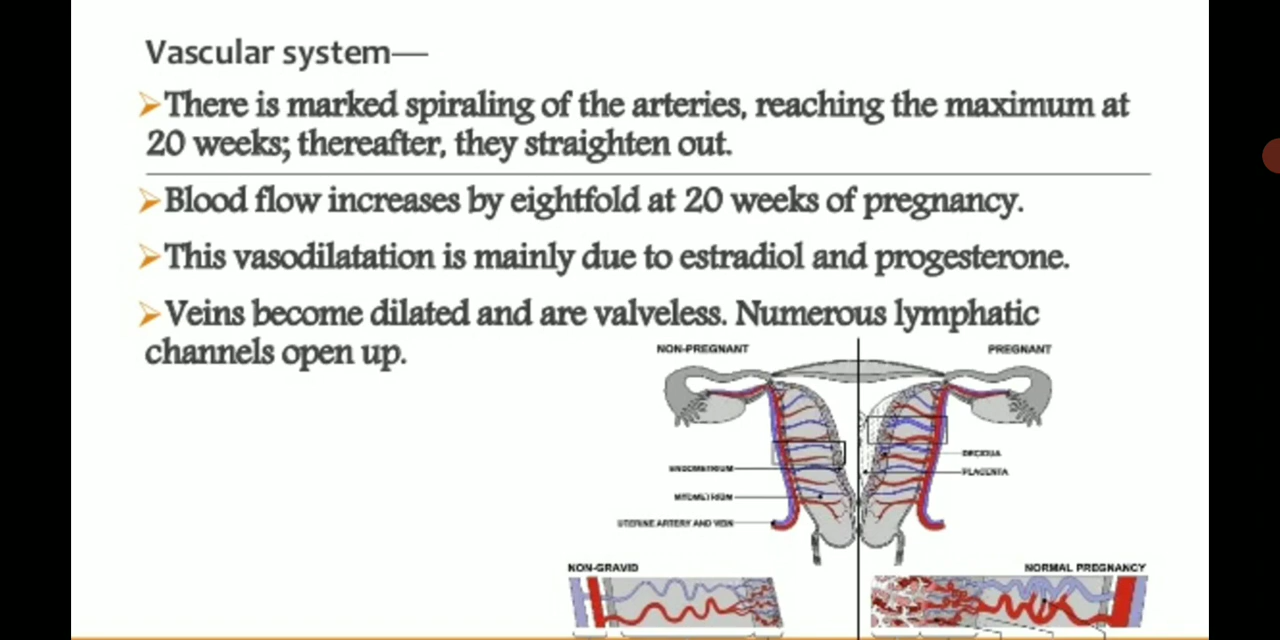 Vascular system—
➢There is marked spiraling of the arteries, reaching the maximum at
20 weeks; thereafter, they straighten out.
➢Blood flow increases by eightfold at 20 weeks of pregnancy.
➢This vasodilatation is mainly due to estradiol and progesterone.
➢Veins become dilated and are valveless. Numerous lymphatic
channels open up.
NON-PREGNANT
PREGNANT
DECIDUA
ENDOMETRIUM
PLACENTA
MYOMETRIUM
UTERINE ARTERY AND VEIN
NON-GRAVID
NORMAL PREGNANCY